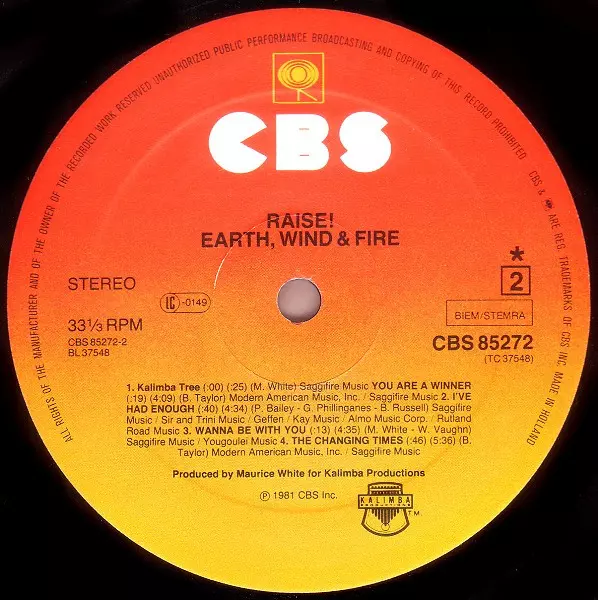 ALL RIGHTS OF THE MANUFACTURER AND OF THE OWNER OF THE RECORDED WORK RESERVED UNAUTHORIZED PUBLIC PERFORMANCE BROADCASTING AND COPYING OF THIS RECORD PROHIBITED
CBS & ARE REG. TRADEMARKS OF CBS INC. MADE IN HOLLAND
CBS
RAISE!
EARTH, WIND & FIRE
STEREO
LC-0149
*
2
33⅓ RPM
BIEM/STEMRA
CBS 85272-2
BL 37548
CBS 85272
(TC 37548)
1. Kalimba Tree (:00) (:25) (M. White) Saggifire Music YOU ARE A WINNER
(:19) (4:09) (B. Taylor) Modern American Music, Inc. / Saggifire Music 2. I'VE
HAD ENOUGH (:40) (4:34) (P. Bailey - G. Phillinganes - B. Russell) Saggifire
Music / Sir and Trini Music / Geffen / Kay Music / Almo Music Corp. / Rutland
Road Music 3. WANNA BE WITH YOU (:13) (4:35) (M. White - W. Vaughn)
Saggifire Music / Yougoulei Music 4. THE CHANGING TIMES (:46) (5:36) (B.
Taylor) Modern American Music, Inc. / Saggifire Music
Produced by Maurice White for Kalimba Productions
℗ 1981 CBS Inc.
KALIMBA
PRODUCTIONS
TM.